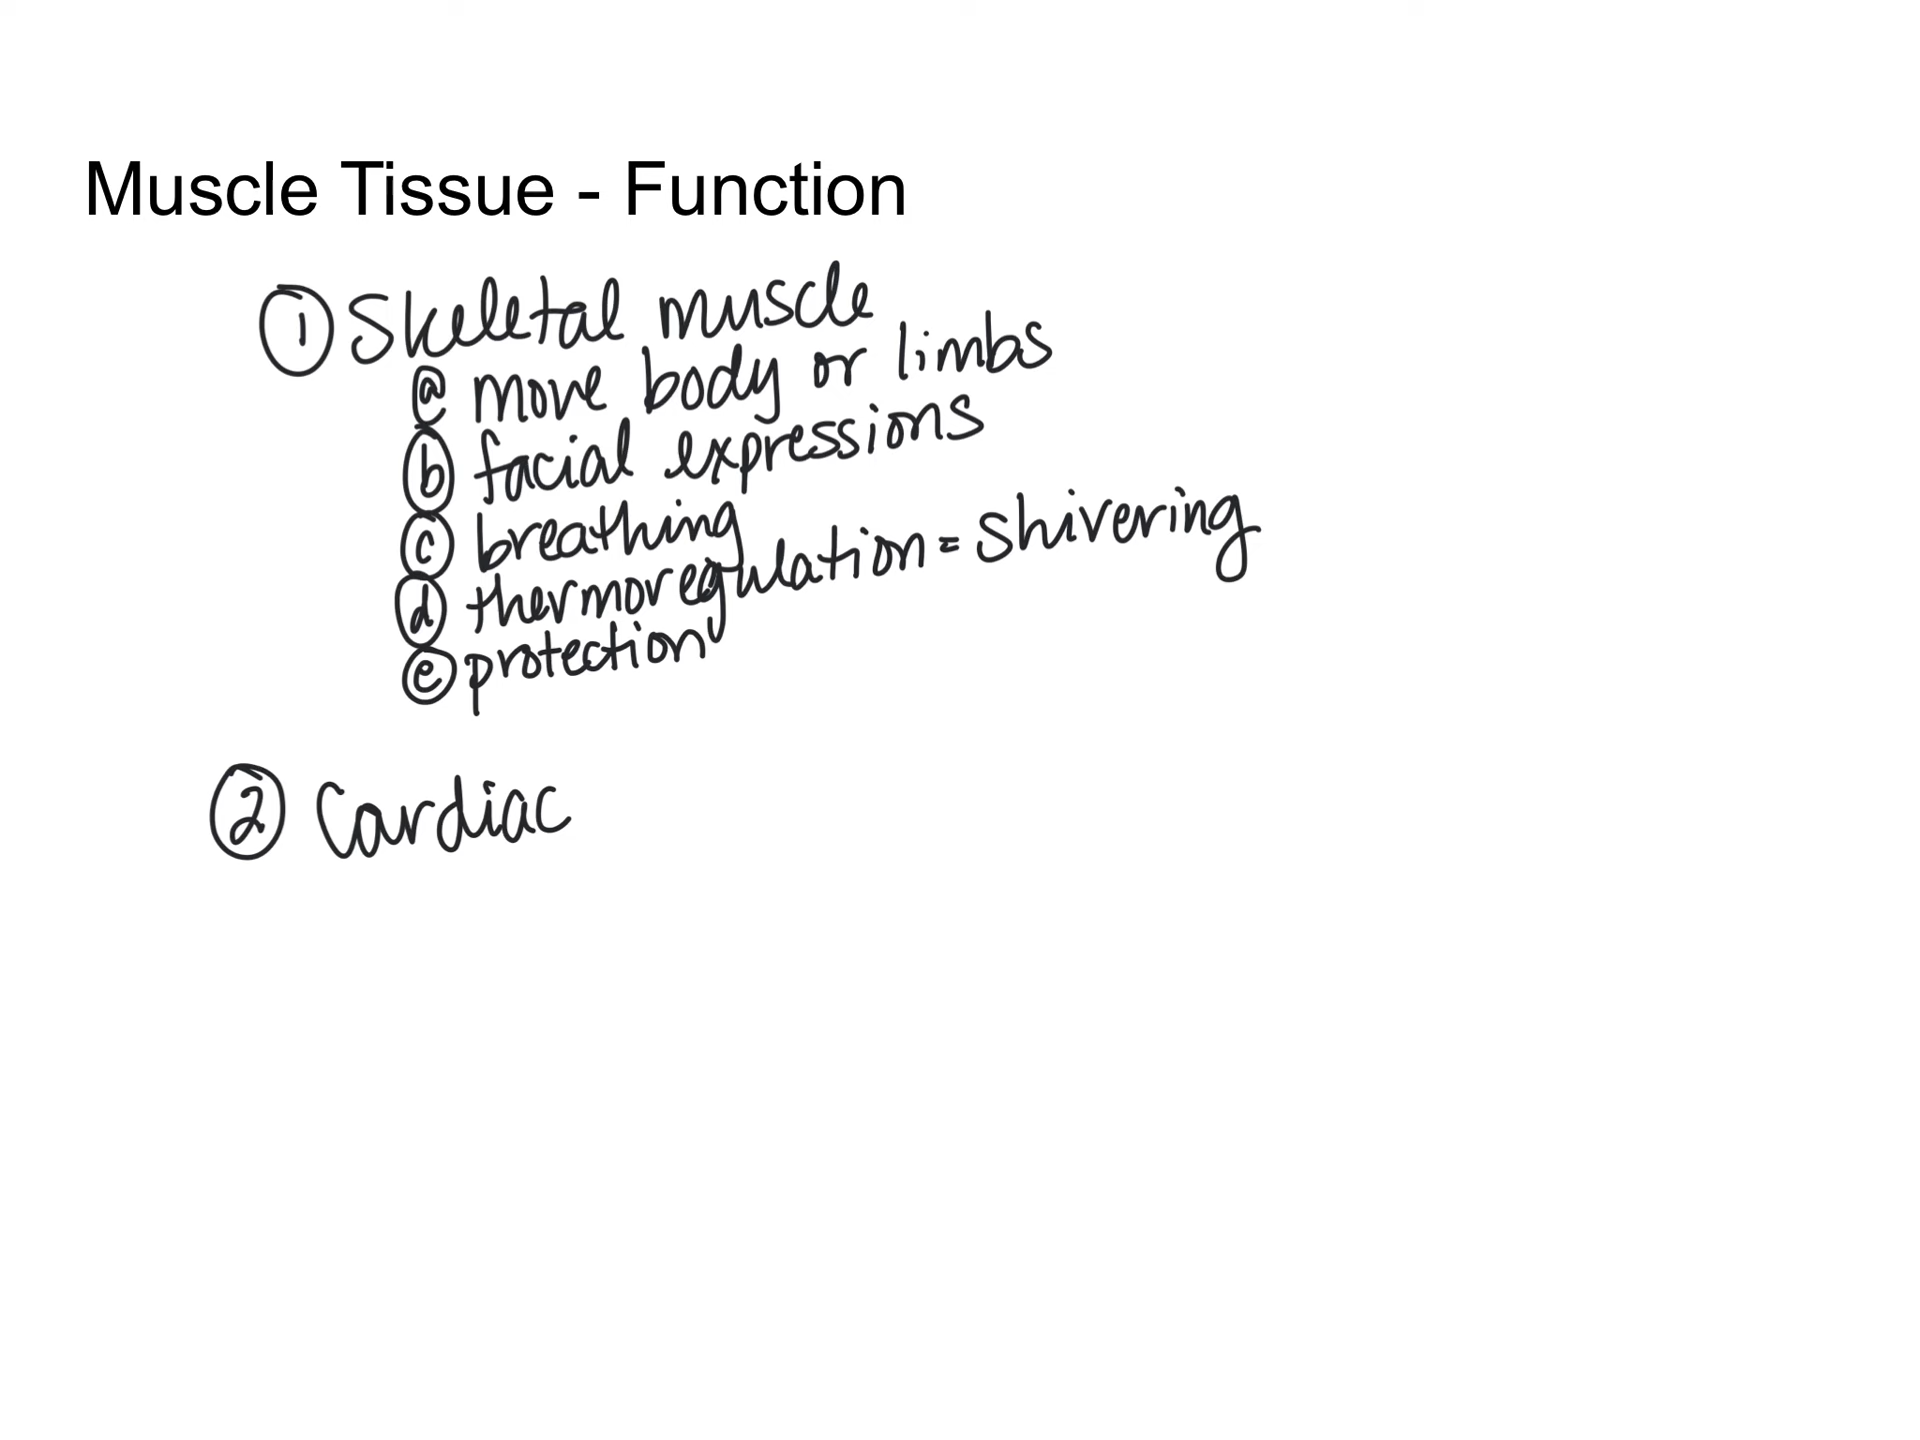 Muscle Tissue - Function
① Skeletal muscle
ⓐ move body or limbs
ⓑ facial expressions
ⓒ breathing
ⓓ thermoregulation = shivering
ⓔ protection
② Cardiac